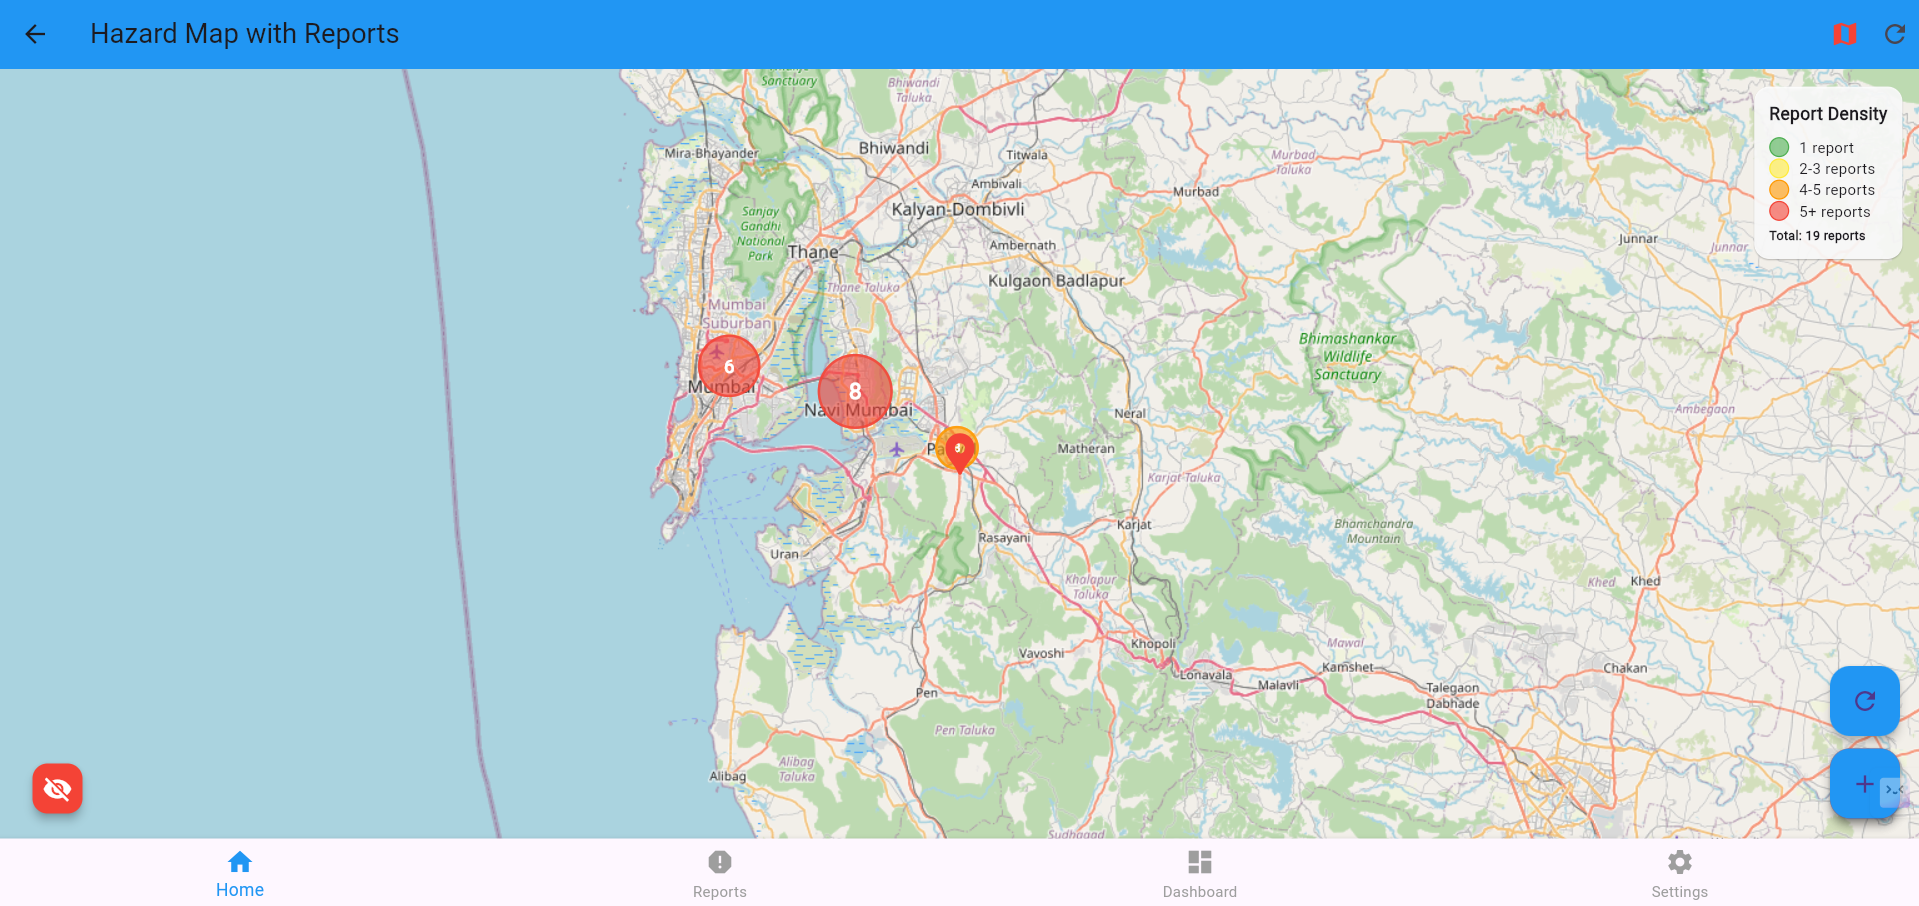 Hazard Map with Reports
Sanctuary
Bhiwandi
Taluka
Report Density
1 report
2-3 reports
4-5 reports
5+ reports
Total: 19 reports
Mira-Bhayander
Bhiwandi
Titwala
Murbad
Taluka
Ambivali
Murbad
Kalyan-Dombivli
Sanjay
Gandhi
National
Park
Thane
Ambernath
Junnar
Junnar
Kulgaon Badlapur
Thane Taluka
Mumbai
Suburban
Bhimashankar
Wildlife
Sanctuary
6
Mumbai
8
Navi Mumbai
Neral
Ambegaon
Matheran
Karjat Taluka
Karjat
Bhamchandra
Mountain
Rasayani
Uran
Khalapur
Taluka
Khed
Khed
Khopoli
Mawal
Vavoshi
Kamshet
Chakan
Lonavala
Malavli
Talegaon
Dabhade
Pen
Pen Taluka
Alibag
Alibag
Taluka
Sudhagad
Home
Reports
Dashboard
Settings